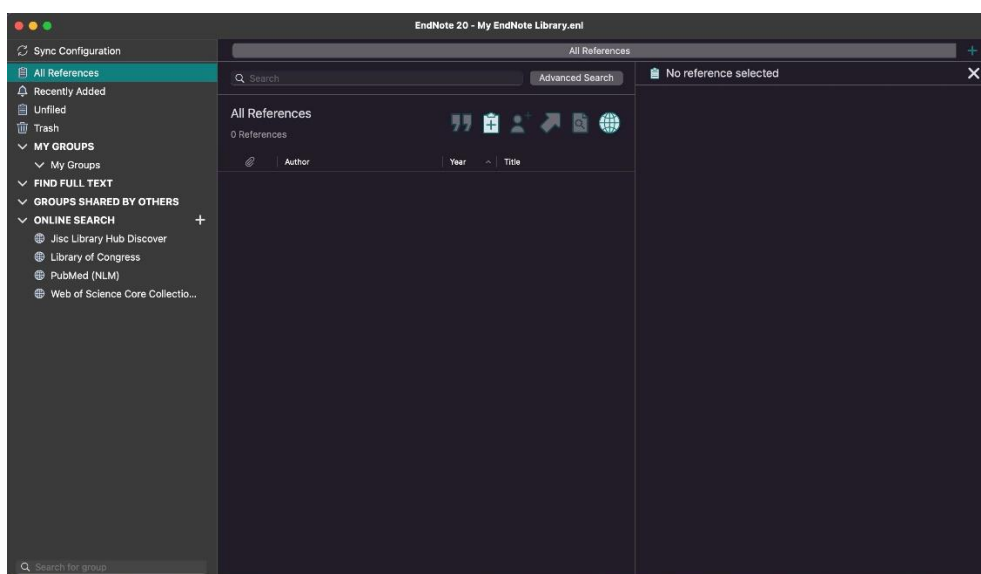 EndNote 20 - My EndNote Library.enl
Sync Configuration
All References
All References
Recently Added
Unfiled
Trash
MY GROUPS
My Groups
FIND FULL TEXT
GROUPS SHARED BY OTHERS
ONLINE SEARCH +
Jisc Library Hub Discover
Library of Congress
PubMed (NLM)
Web of Science Core Collectio...
Search for group
Search
Advanced Search
All References
0 References
Author Year Title
No reference selected